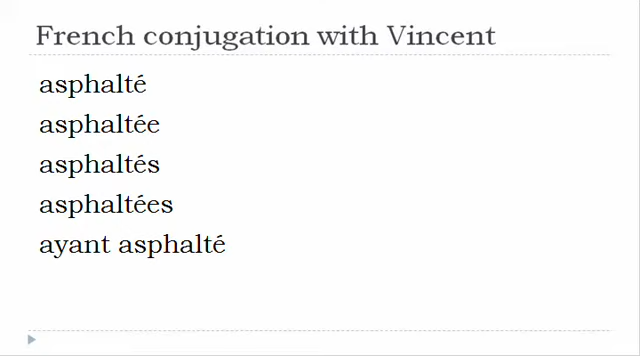 French conjugation with Vincent
asphalté
asphaltée
asphaltés
asphaltées
ayant asphalté